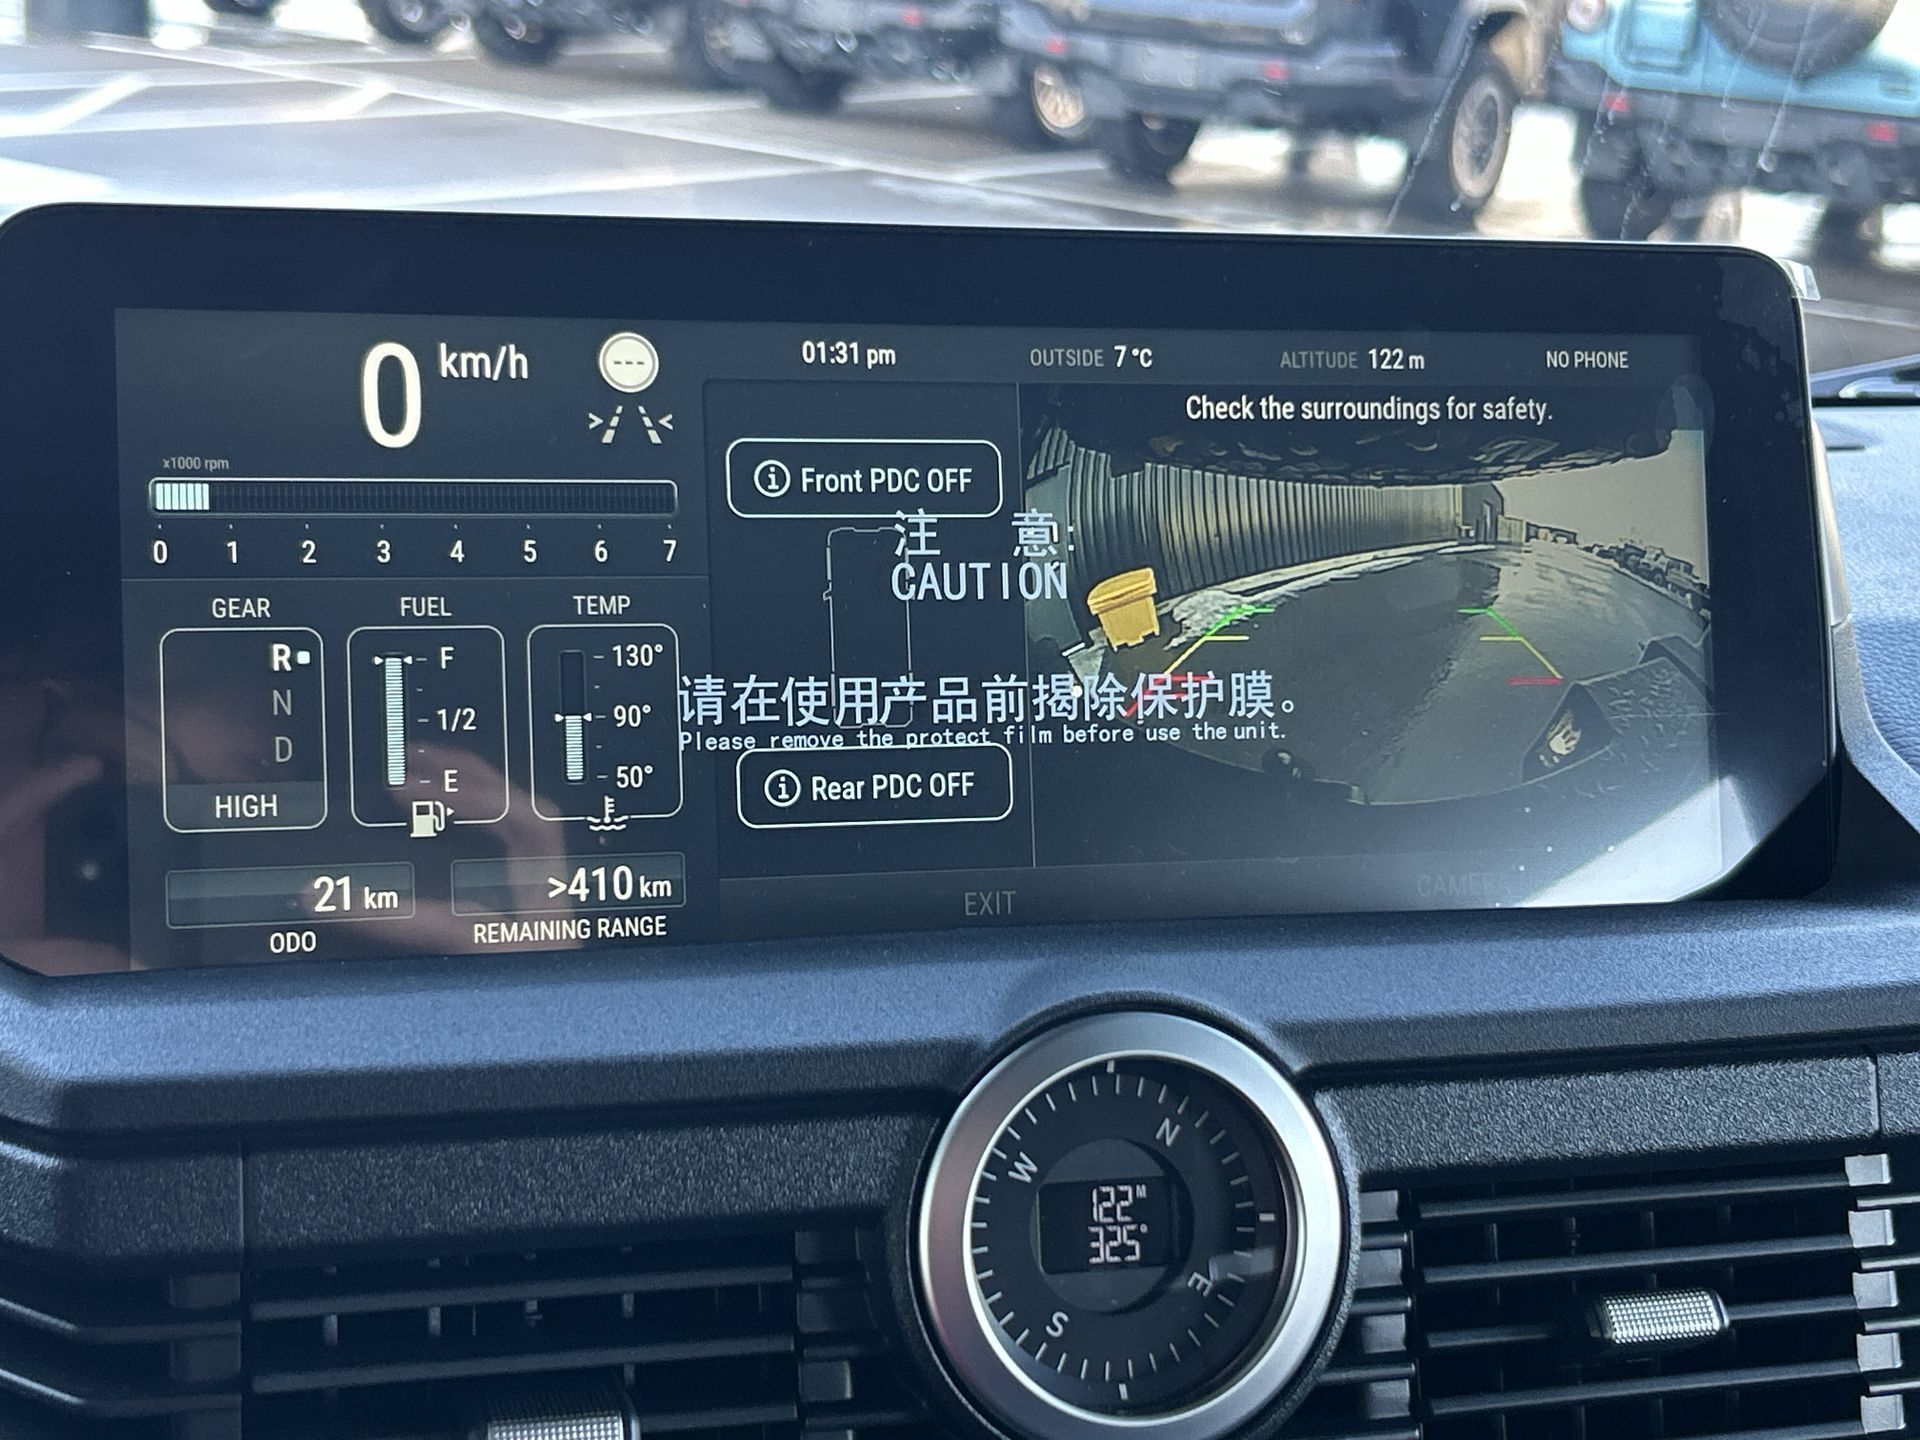 0 km/h
---
01:31 pm
OUTSIDE 7 °C
ALTITUDE 122 m
NO PHONE
Check the surroundings for safety.
x1000 rpm
0 1 2 3 4 5 6 7
Front PDC OFF
注 意:
CAUTION
请在使用产品前揭除保护膜。
Please remove the protect film before use the unit.
Rear PDC OFF
GEAR
R
N
D
HIGH
FUEL
F
1/2
E
TEMP
130°
90°
50°
21 km
ODO
>410 km
REMAINING RANGE
EXIT
N
W
E
S
122 M
325°